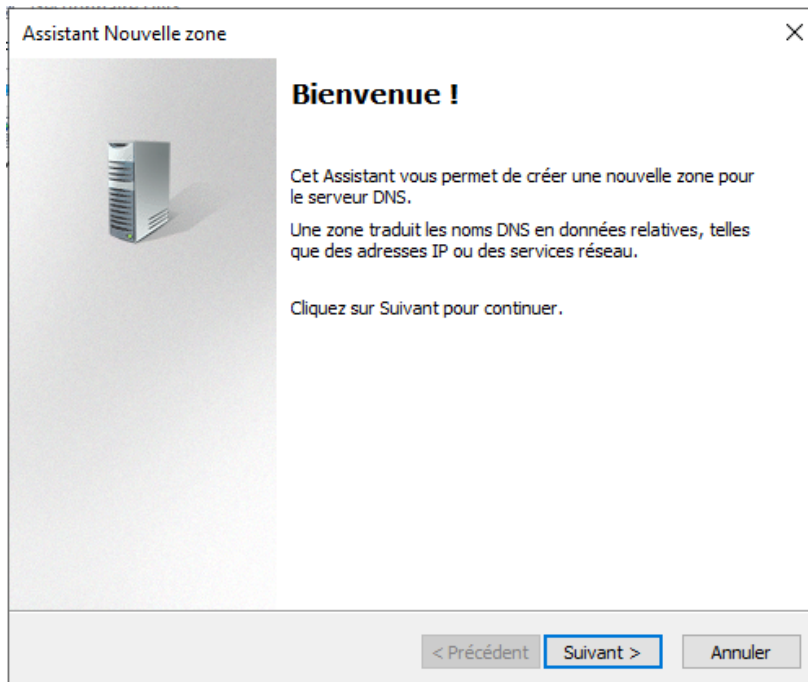 Assistant Nouvelle zone
Bienvenue !
Cet Assistant vous permet de créer une nouvelle zone pour
le serveur DNS.
Une zone traduit les noms DNS en données relatives, telles
que des adresses IP ou des services réseau.
Cliquez sur Suivant pour continuer.
< Précédent
Suivant >
Annuler